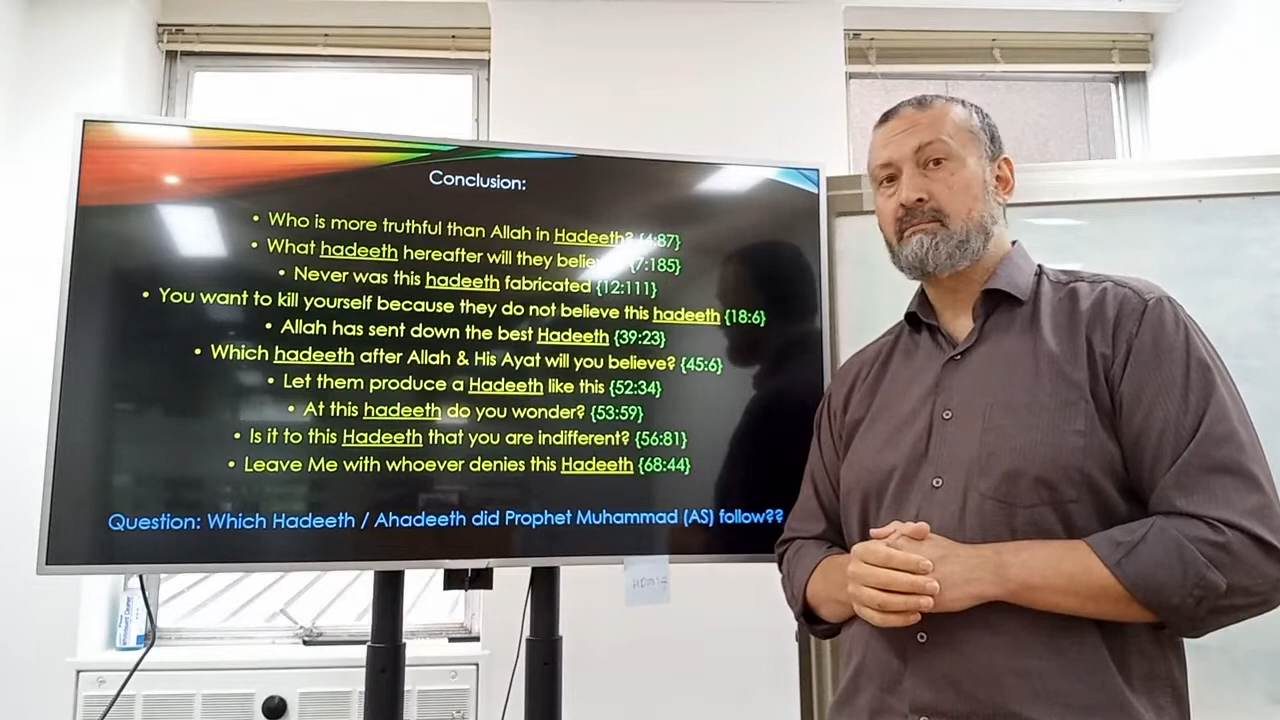 Conclusion:
• Who is more truthful than Allah in Hadeeth? {4:87}
• What hadeeth hereafter will they {7:185}
• Never was this hadeeth fabricated {12:111}
• You want to kill yourself because they do not believe this hadeeth {18:6}
• Allah has sent down the best Hadeeth {39:23}
• Which hadeeth after Allah & His Ayat will you believe? {45:6}
• Let them produce a Hadeeth like this {52:34}
• At this hadeeth do you wonder? {53:59}
• Is it to this Hadeeth that you are indifferent? {56:81}
• Leave Me with whoever denies this Hadeeth {68:44}
Question: Which Hadeeth / Ahadeeth did Prophet Muhammad (AS) follow??